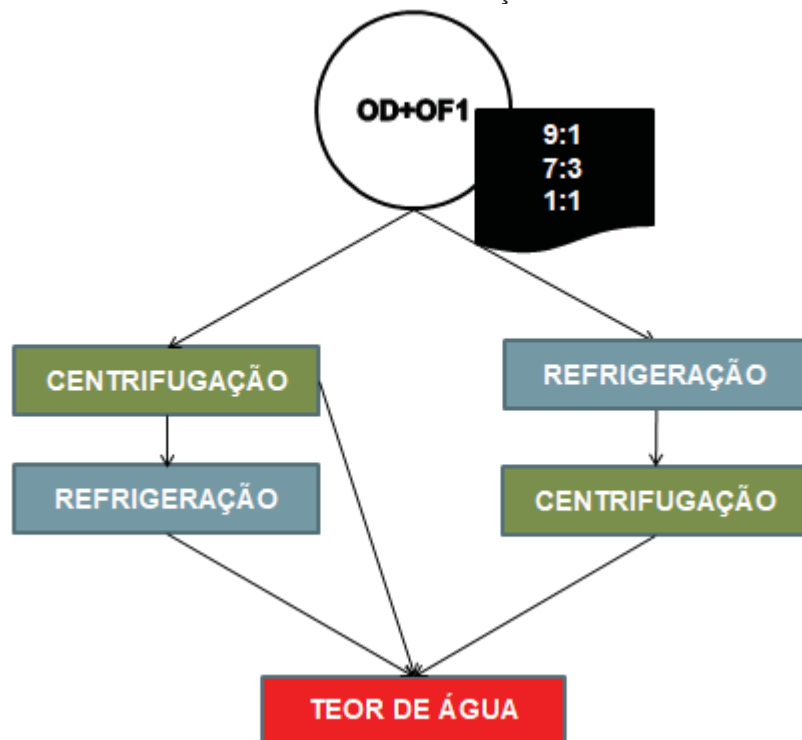 OD+OF1
9:1
7:3
1:1
CENTRIFUGAÇÃO
REFRIGERAÇÃO
REFRIGERAÇÃO
CENTRIFUGAÇÃO
TEOR DE ÁGUA